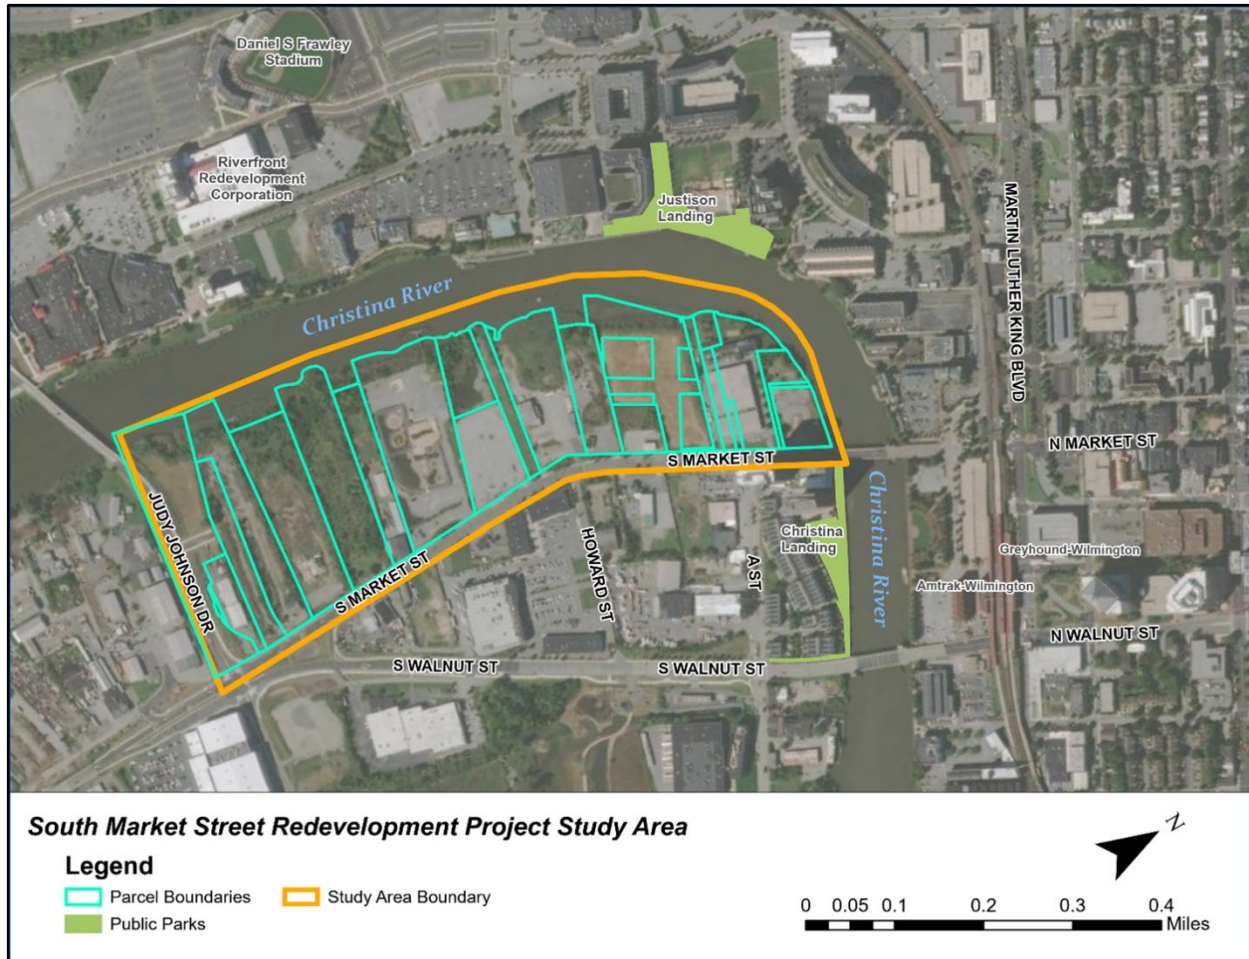 Daniel S Frawley
Stadium
Riverfront
Redevelopment
Corporation
Justison
Landing
MARTIN LUTHER KING BLVD
Christina River
N MARKET ST
S MARKET ST
JUDY JOHNSON DR
S MARKET ST
HOWARD ST
A ST
Christina
Landing
Christina River
Greyhound-Wilmington
Amtrak-Wilmington
N WALNUT ST
S WALNUT ST
S WALNUT ST
South Market Street Redevelopment Project Study Area
Legend
Parcel Boundaries
Study Area Boundary
Public Parks
N
0 0.05 0.1 0.2 0.3 0.4
Miles